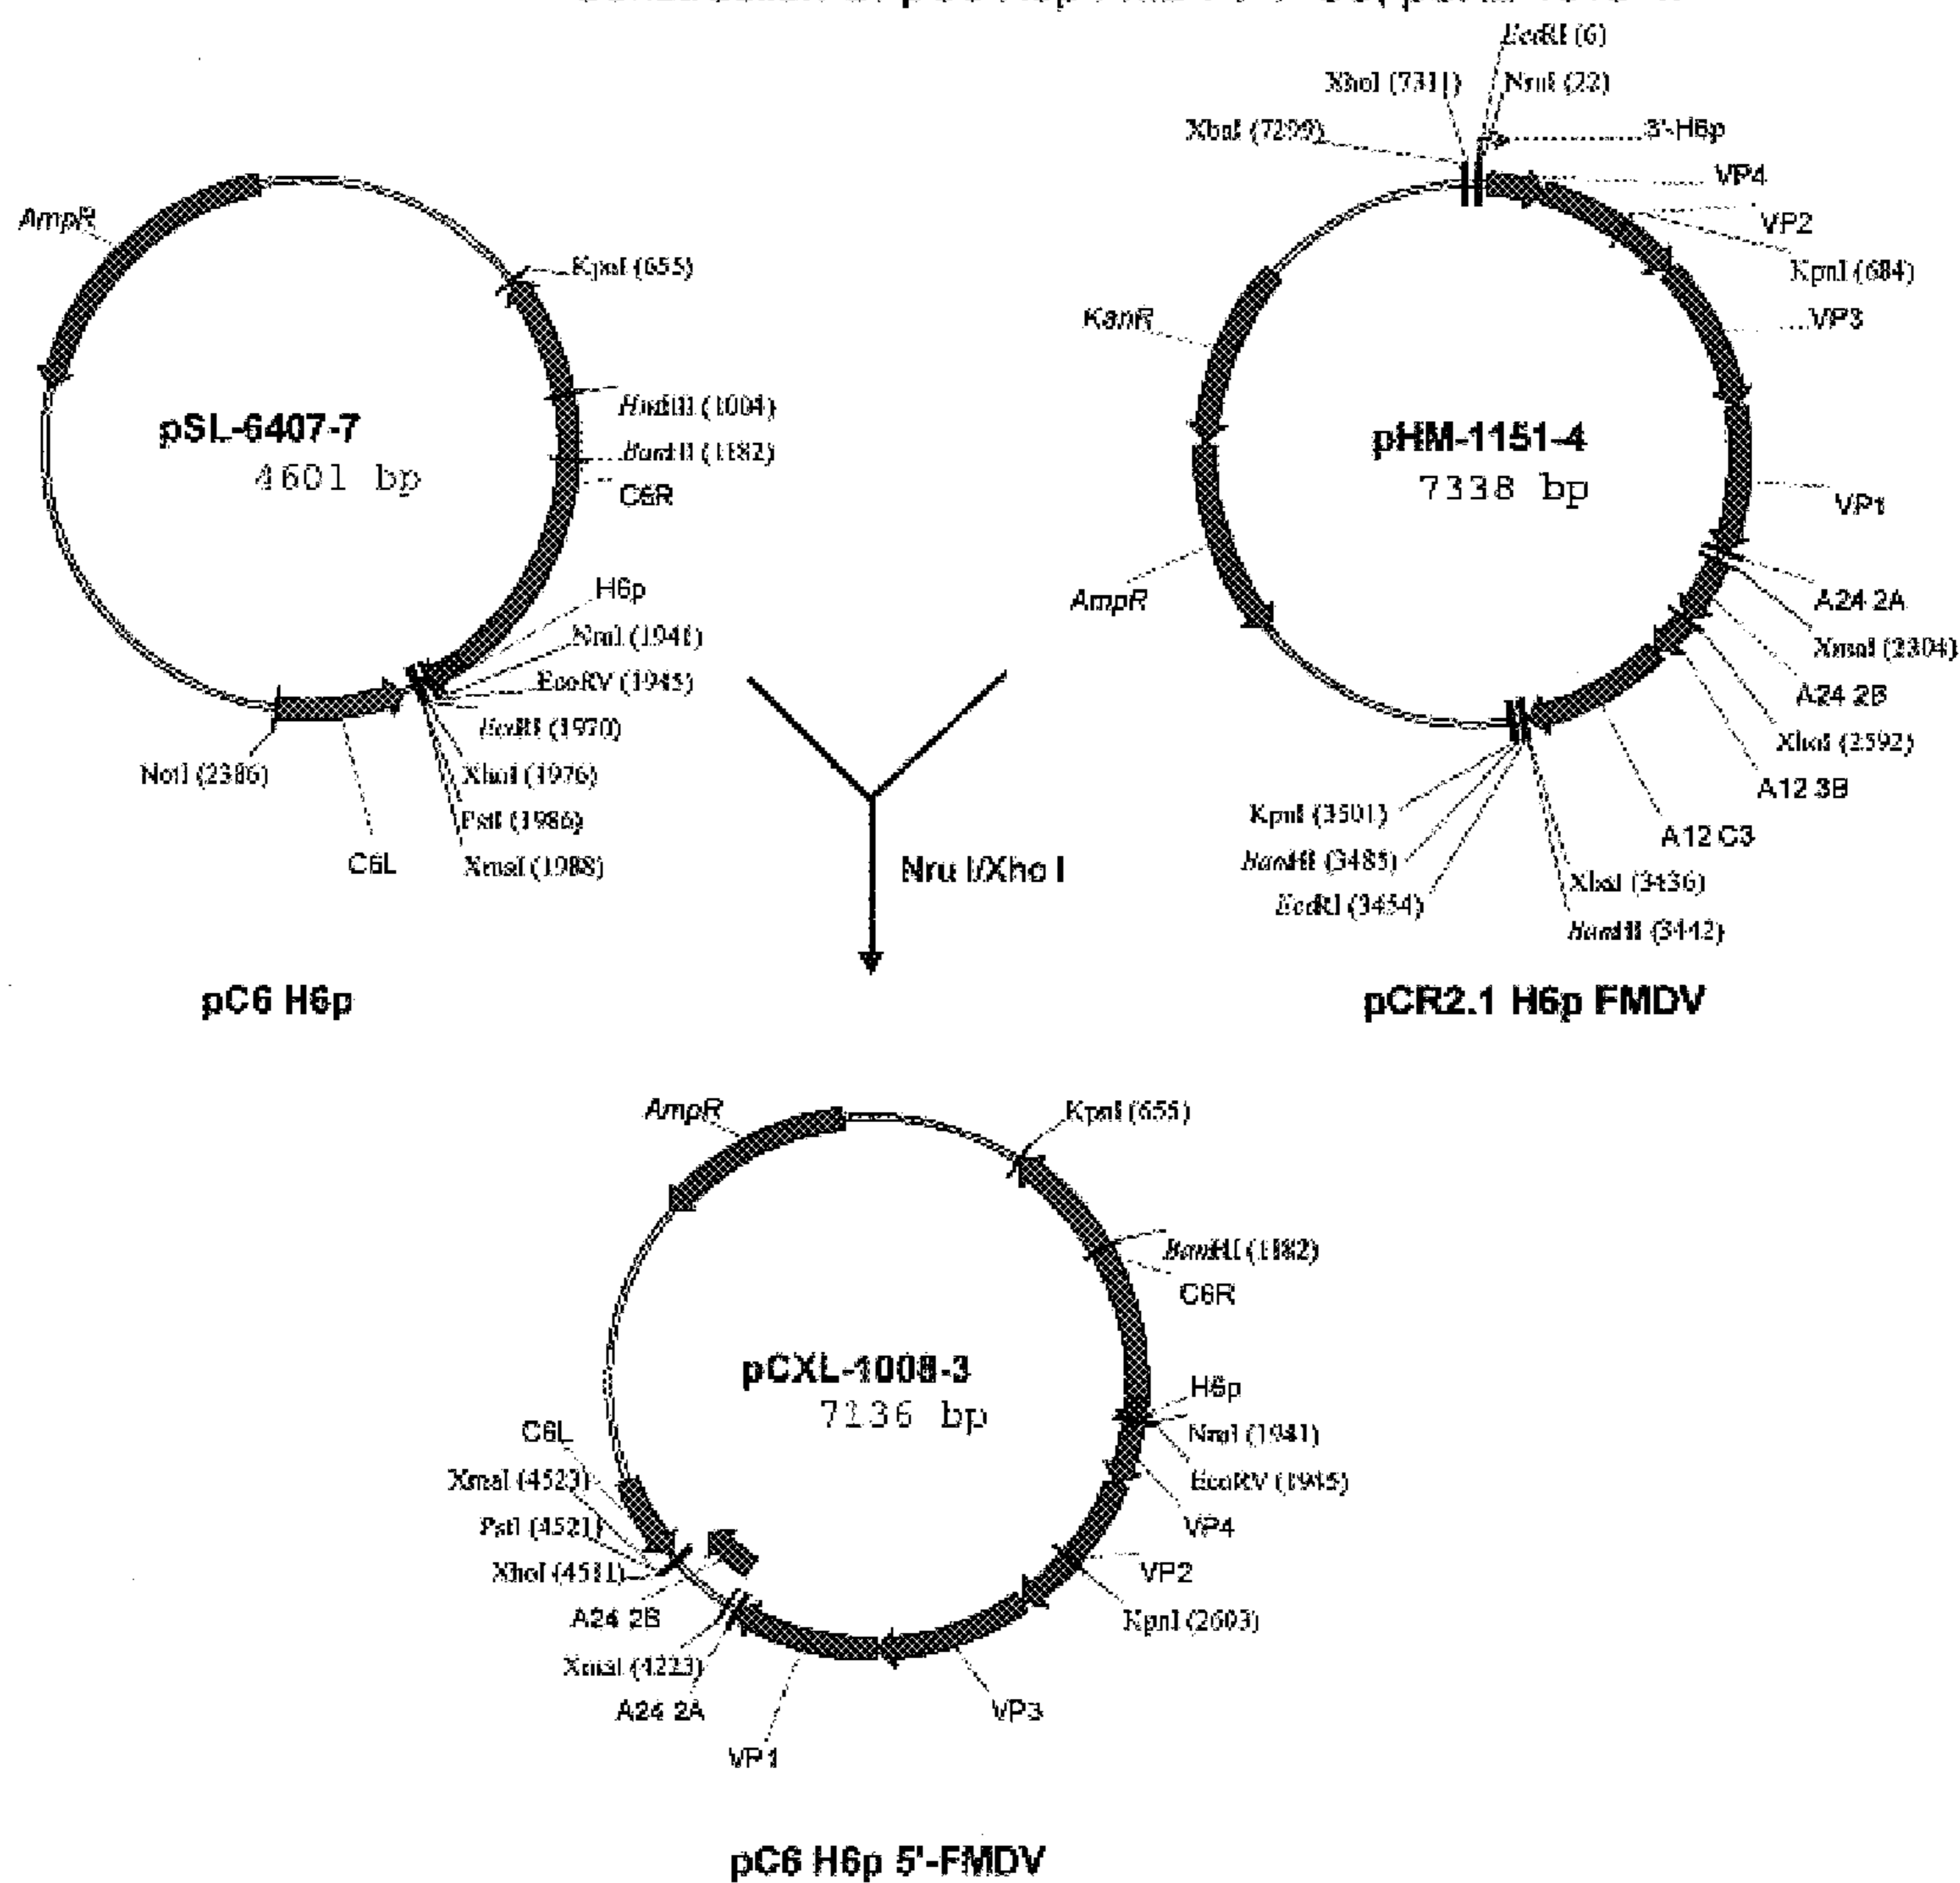 EcoRI (6)
XhoI (7311)
NruI (22)
XbaI (7299)
3'-H6p
VP4
AmpR
VP2
KpnI (655)
KpnI (684)
KanR
VP3
HindIII (1004)
pSL-6407-7
4601 bp
BamHI (1182)
pHM-1151-4
7338 bp
C6R
VP1
H6p
AmpR
A24 2A
NruI (1941)
XmaI (2304)
EcoRV (1945)
A24 2B
EcoRI (1970)
XhoI (2592)
NotI (2386)
XhoI (1976)
A12 3B
KpnI (3501)
PstI (1986)
A12 C3
C6L
XmaI (1988)
Nru I/Xho I
BamHI (3485)
XbaI (3436)
EcoRI (3454)
BamHI (3442)
pC6 H6p
pCR2.1 H6p FMDV
AmpR
KpnI (655)
BamHI (1182)
C6R
pCXL-1008-3
7136 bp
H6p
C6L
NruI (1941)
XmaI (4523)
EcoRV (1945)
PstI (4521)
VP4
XhoI (4511)
VP2
A24 2B
KpnI (2603)
XmaI (4223)
A24 2A
VP3
VP1
pC6 H6p 5'-FMDV